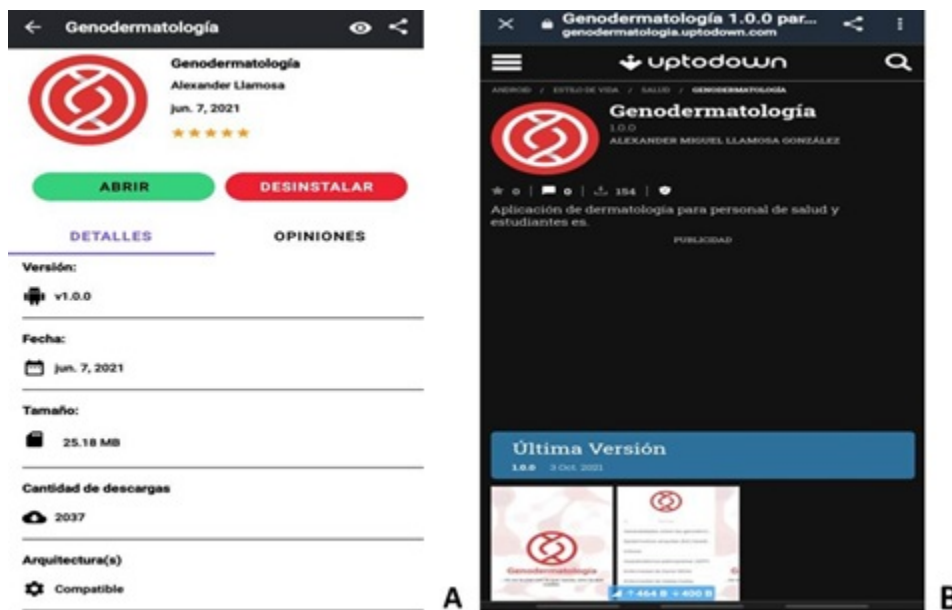 Genodermatología
Genodermatología
Alexander Llamosa
jun. 7, 2021
ABRIR
DESINSTALAR
DETALLES
OPINIONES
Versión:
v1.0.0
Fecha:
jun. 7, 2021
Tamaño:
25.18 MB
Cantidad de descargas
2037
Arquitectura(s)
Compatible
A
Genodermatología 1.0.0 par...
genodermatologia.uptodown.com
uptodown
ANDROID / ESTILO DE VIDA / SALUD / GENODERMATOLOGÍA
Genodermatología
1.0.0
ALEXANDER MIGUEL LLAMOSA GONZÁLEZ
0 | 0 | 154 |
Aplicación de dermatología para personal de salud y
estudiantes es.
PUBLICIDAD
Última Versión
1.0.0 3 Oct. 2021
Genodermatología
464 B 400 B
B